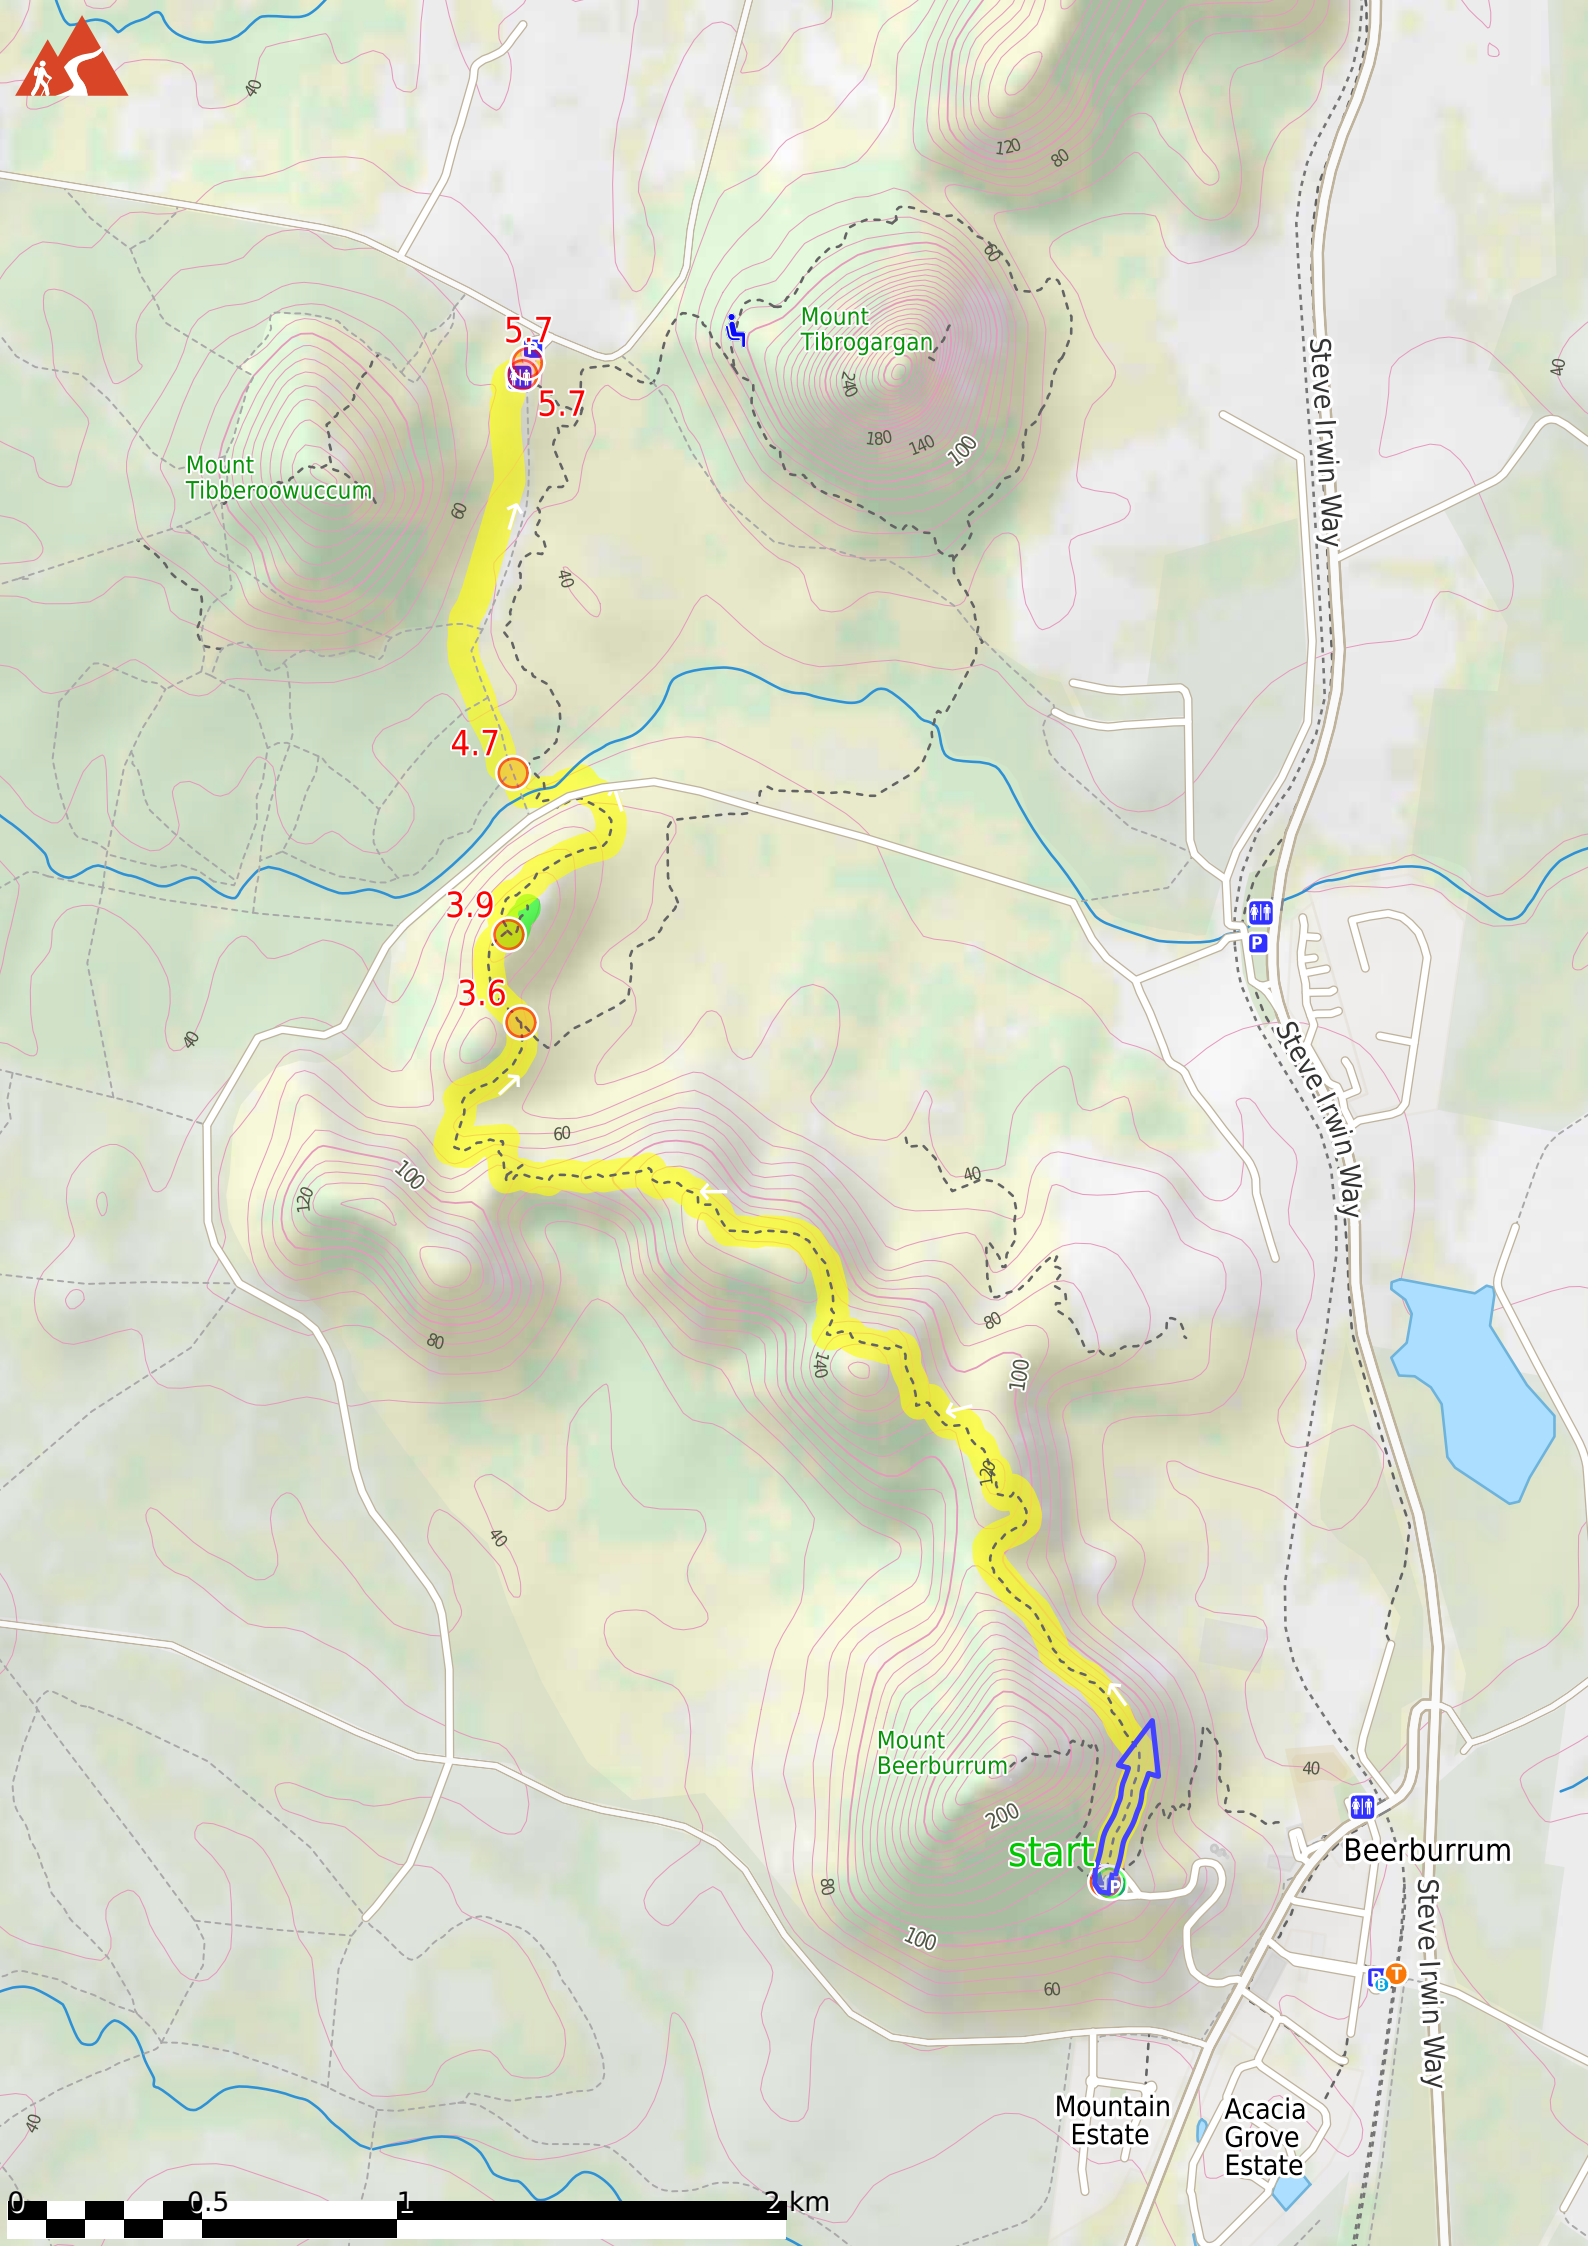 40
120
80
60
5.7
P
Mount
Tibrogargan
240
5.7
180
140
100
Mount
Tibberoowuccum
60
40
40
Steve Irwin Way
4.7
3.9
P
3.6
40
Steve Irwin Way
60
100
120
40
80
140
80
100
120
40
Mount
Beerburrum
200
40
start
P
Beerburrum
80
100
60
P
B
T
Steve Irwin Way
40
Mountain
Estate
Acacia
Grove
Estate
0
0.5
1
2 km